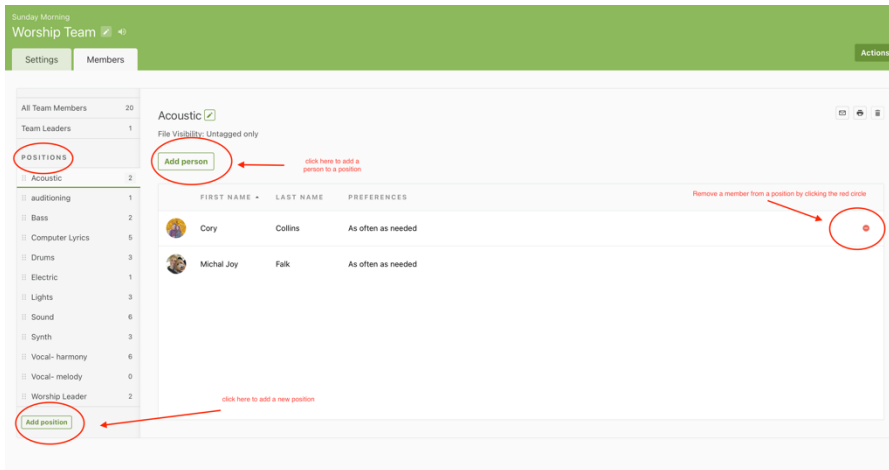 Sunday Morning
Worship Team
Settings Members
Actions
All Team Members 20
Team Leaders 1
POSITIONS
Acoustic 2
auditioning 1
Bass 2
Computer Lyrics 5
Drums 3
Electric 1
Lights 3
Sound 6
Synth 3
Vocal- harmony 6
Vocal- melody 0
Worship Leader 2
Add position
Acoustic
File Visibility: Untagged only
Add person
click here to add a
person to a position
FIRST NAME LAST NAME PREFERENCES
Remove a member from a position by clicking the red circle
Cory Collins As often as needed
Michal Joy Falk As often as needed
click here to add a new position